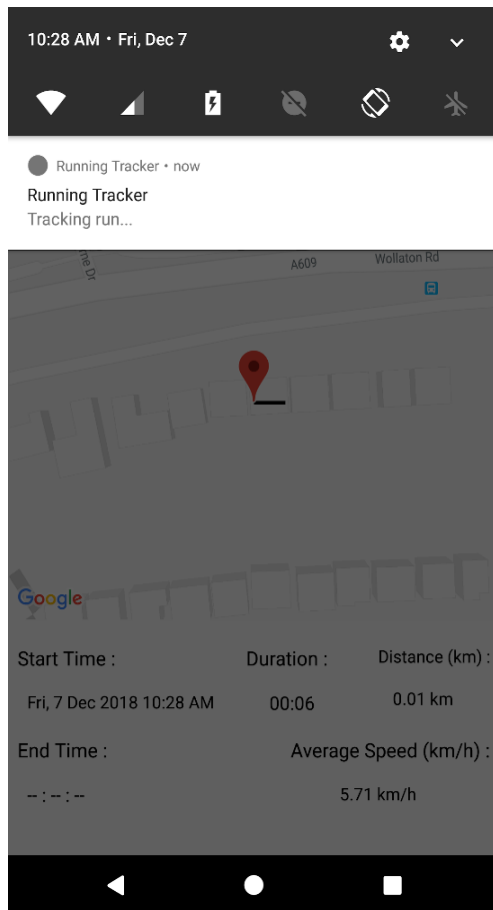 10:28 AM • Fri, Dec 7
Running Tracker • now
Running Tracker
Tracking run...
ne Dr
A609
Wollaton Rd
Google
Start Time :
Duration :
Distance (km) :
Fri, 7 Dec 2018 10:28 AM
00:06
0.01 km
End Time :
Average Speed (km/h) :
-- : -- : --
5.71 km/h